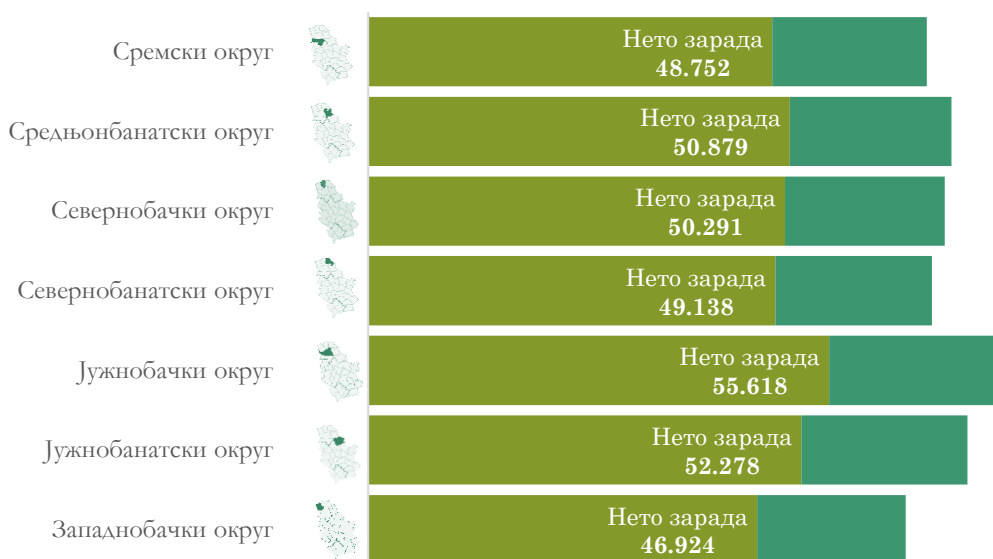 Сремски округ
Нето зарада
48.752
Средњонбанатски округ
Нето зарада
50.879
Севернобачки округ
Нето зарада
50.291
Севернобанатски округ
Нето зарада
49.138
Јужнобачки округ
Нето зарада
55.618
Јужнобанатски округ
Нето зарада
52.278
Западнобачки округ
Нето зарада
46.924